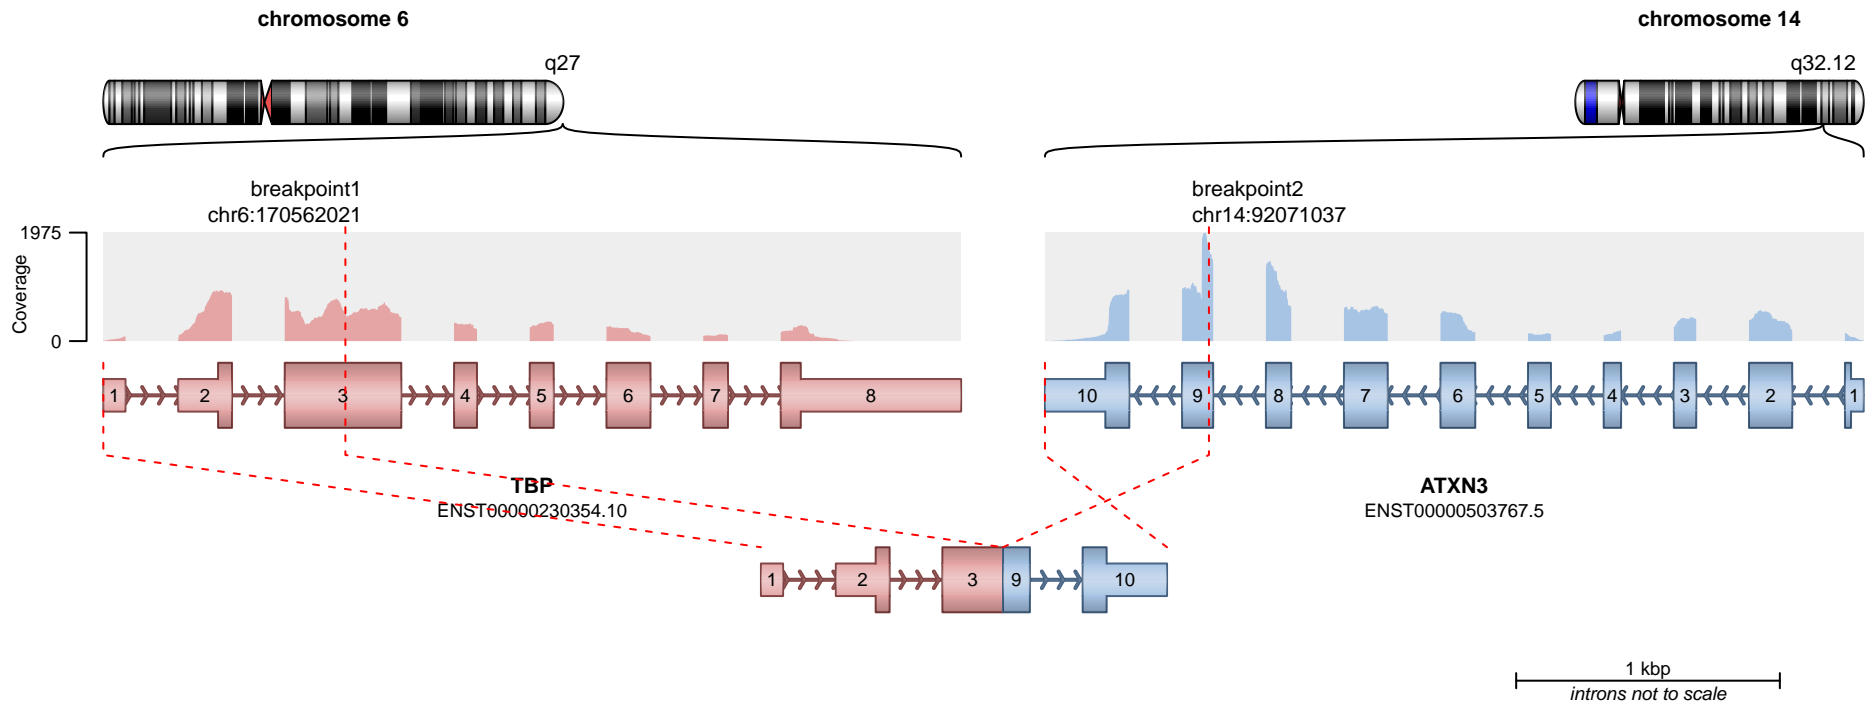 chromosome 6
chromosome 14
q27
q32.12
breakpoint1
chr6:170562021
breakpoint2
chr14:92071037
1975
Coverage
0
1 2 3 4 5 6 7 8
10 9 8 7 6 5 4 3 2 1
TBP
ENST00000230354.10
ATXN3
ENST00000503767.5
1 2 3 9 10
1 kbp
introns not to scale